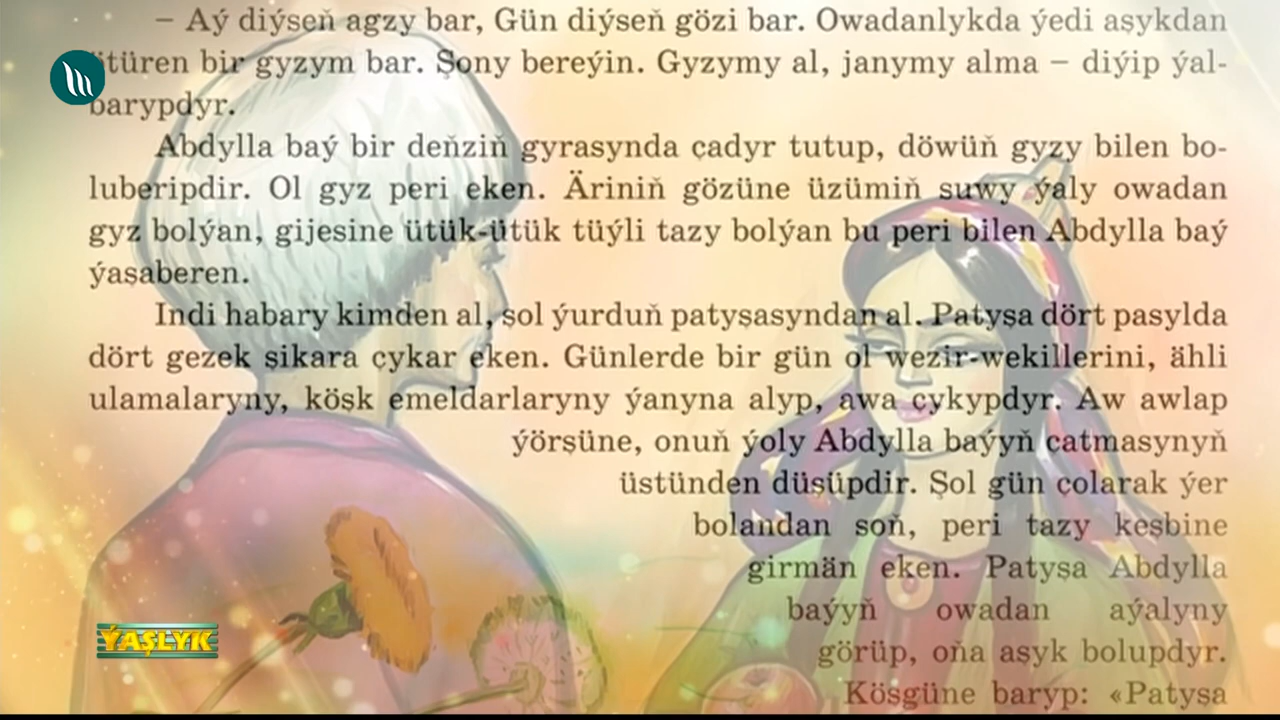 – Aý diýseň agzy bar, Gün diýseň gözi bar. Owadanlykda ýedi aşykdan
ötüren bir gyzym bar. Şony bereýin. Gyzymy al, janymy alma – diýip ýal-
barypdyr.
Abdylla baý bir deňziň gyrasynda çadyr tutup, döwüň gyzy bilen bo-
luberipdir. Ol gyz peri eken. Äriniň gözüne üzümiň suwy ýaly owadan
gyz bolýan, gijesine ütük-ütük tüýli tazy bolýan bu peri bilen Abdylla baý
ýaşaberen.
Indi habary kimden al, şol ýurduň patyşasyndan al. Patyşa dört pasylda
dört gezek şikara çykar eken. Günlerde bir gün ol wezir-wekillerini, ähli
ulamalaryny, köşk emeldarlaryny ýanyna alyp, awa çykypdyr. Aw awlap
ýörşüne, onuň ýoly Abdylla baýyň çatmasynyň
üstünden düşüpdir. Şol gün çolarak ýer
bolandan soň, peri tazy keşbine
girmän eken. Patyşa Abdylla
baýyň owadan aýalyny
görüp, oňa aşyk bolupdyr.
Köşgüne baryp: «Patyşa
ÝAŞLYK